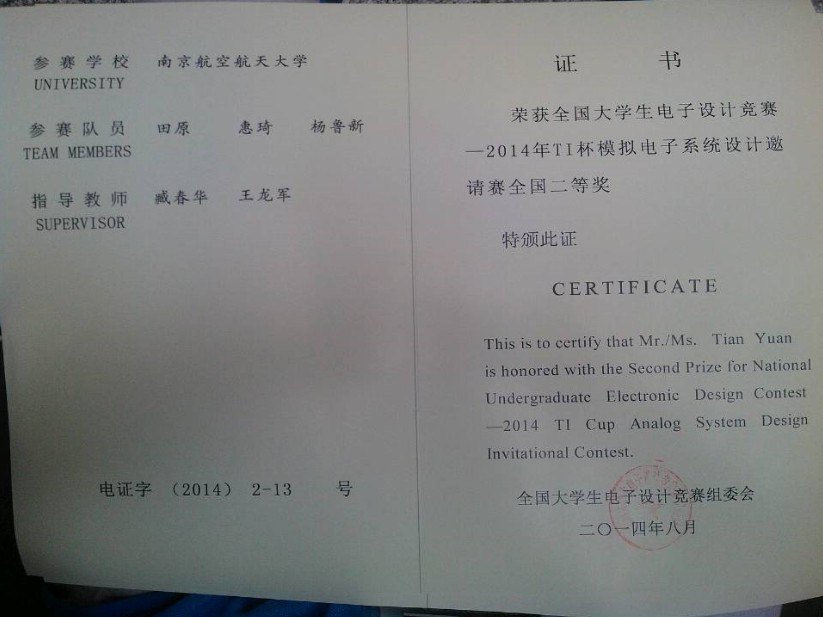 参赛学校 南京航空航天大学
UNIVERSITY
参赛队员 田原 惠琦 杨鲁新
TEAM MEMBERS
指导教师 臧春华 王龙军
SUPERVISOR
电证字 (2014) 2-13 号
证 书
荣获全国大学生电子设计竞赛
—2014年TI杯模拟电子系统设计邀
请赛全国二等奖
特颁此证
CERTIFICATE
This is to certify that Mr./Ms. Tian Yuan
is honored with the Second Prize for National
Undergraduate Electronic Design Contest
—2014 TI Cup Analog System Design
Invitational Contest.
全国大学生电子设计竞赛组委会
二〇一四年八月